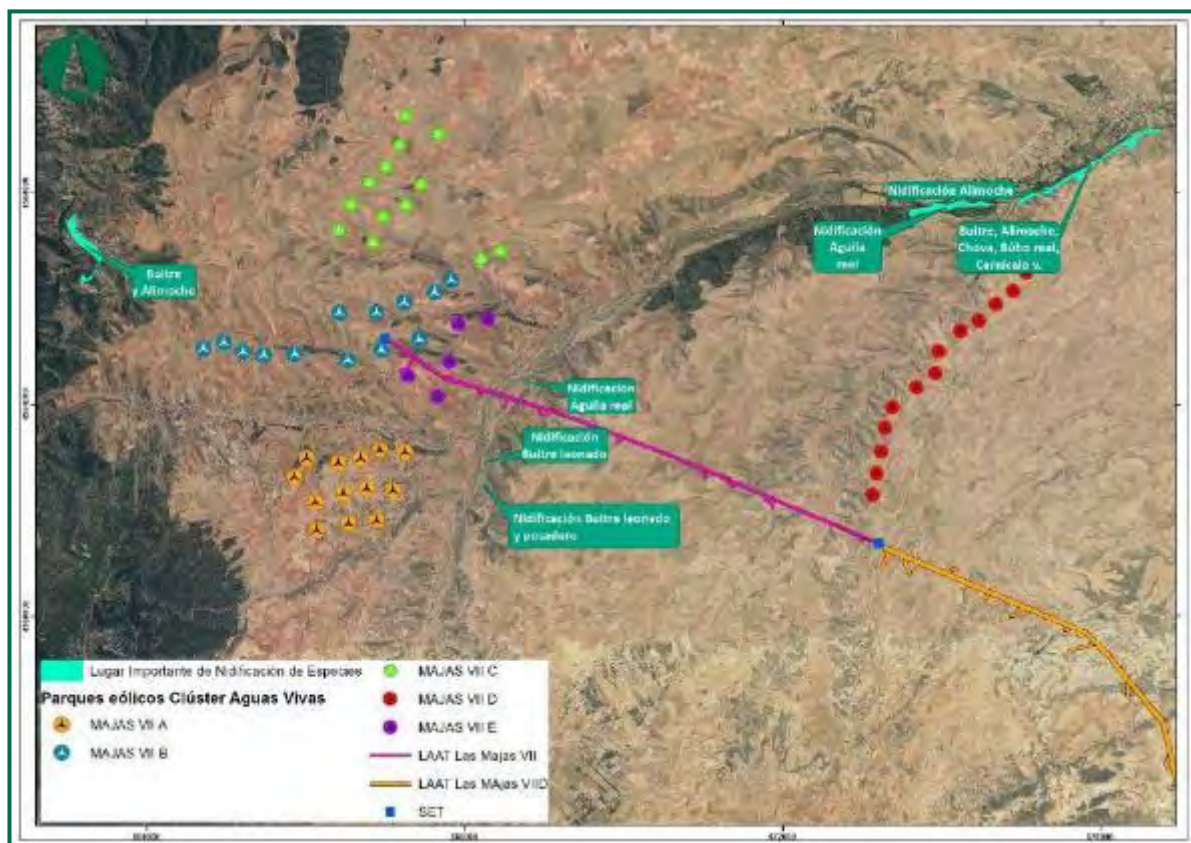 Nidificación Alimoche
Nidificación
Águila
real
Buitre, Alimoche,
Chova, Búho real,
Cernícalo v.
Buitre
y Alimoche
Nidificación
Águila real
Nidificación
Buitre leonado
Nidificación Buitre leonado
y posadero
Lugar Importante de Nidificación de Especies
Parques eólicos Clúster Aguas Vivas
MAJAS VII A
MAJAS VII B
MAJAS VII C
MAJAS VII D
MAJAS VII E
LAAT Las Majas VII
LAAT Las MAjas VIID
SET